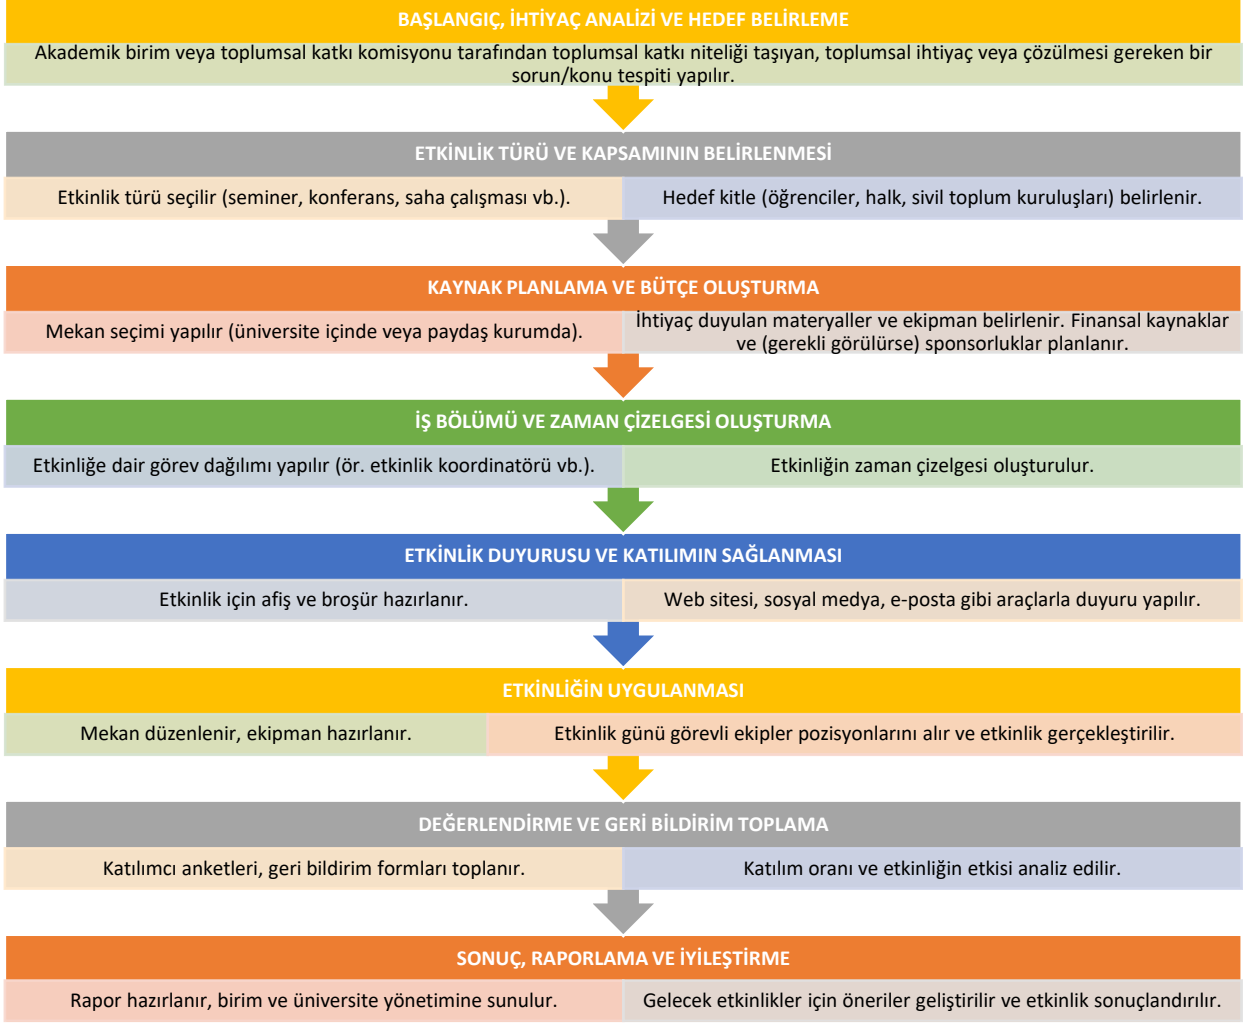 BAŞLANGIÇ, İHTİYAÇ ANALİZİ VE HEDEF BELİRLEME
Akademik birim veya toplumsal katkı komisyonu tarafından toplumsal katkı niteliği taşıyan, toplumsal ihtiyaç veya çözülmesi gereken bir
sorun/konu tespiti yapılır.
ETKİNLİK TÜRÜ VE KAPSAMININ BELİRLENMESİ
Etkinlik türü seçilir (seminer, konferans, saha çalışması vb.).
Hedef kitle (öğrenciler, halk, sivil toplum kuruluşları) belirlenir.
KAYNAK PLANLAMA VE BÜTÇE OLUŞTURMA
Mekan seçimi yapılır (üniversite içinde veya paydaş kurumda).
İhtiyaç duyulan materyaller ve ekipman belirlenir. Finansal kaynaklar
ve (gerekli görülürse) sponsorluklar planlanır.
İŞ BÖLÜMÜ VE ZAMAN ÇİZELGESİ OLUŞTURMA
Etkinliğe dair görev dağılımı yapılır (ör. etkinlik koordinatörü vb.).
Etkinliğin zaman çizelgesi oluşturulur.
ETKİNLİK DUYURUSU VE KATILIMIN SAĞLANMASI
Etkinlik için afiş ve broşür hazırlanır.
Web sitesi, sosyal medya, e-posta gibi araçlarla duyuru yapılır.
ETKİNLİĞİN UYGULANMASI
Mekan düzenlenir, ekipman hazırlanır.
Etkinlik günü görevli ekipler pozisyonlarını alır ve etkinlik gerçekleştirilir.
DEĞERLENDİRME VE GERİ BİLDİRİM TOPLAMA
Katılımcı anketleri, geri bildirim formları toplanır.
Katılım oranı ve etkinliğin etkisi analiz edilir.
SONUÇ, RAPORLAMA VE İYİLEŞTİRME
Rapor hazırlanır, birim ve üniversite yönetimine sunulur.
Gelecek etkinlikler için öneriler geliştirilir ve etkinlik sonuçlandırılır.